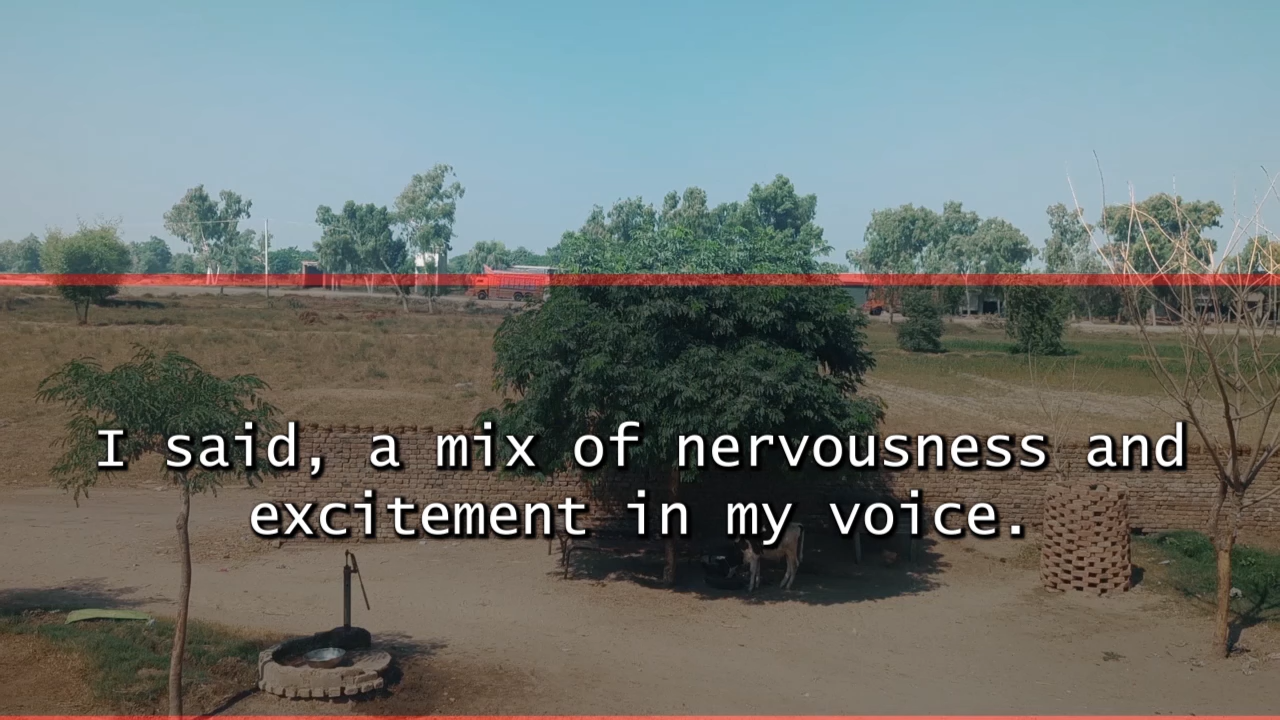 I said, a mix of nervousness and
excitement in my voice.